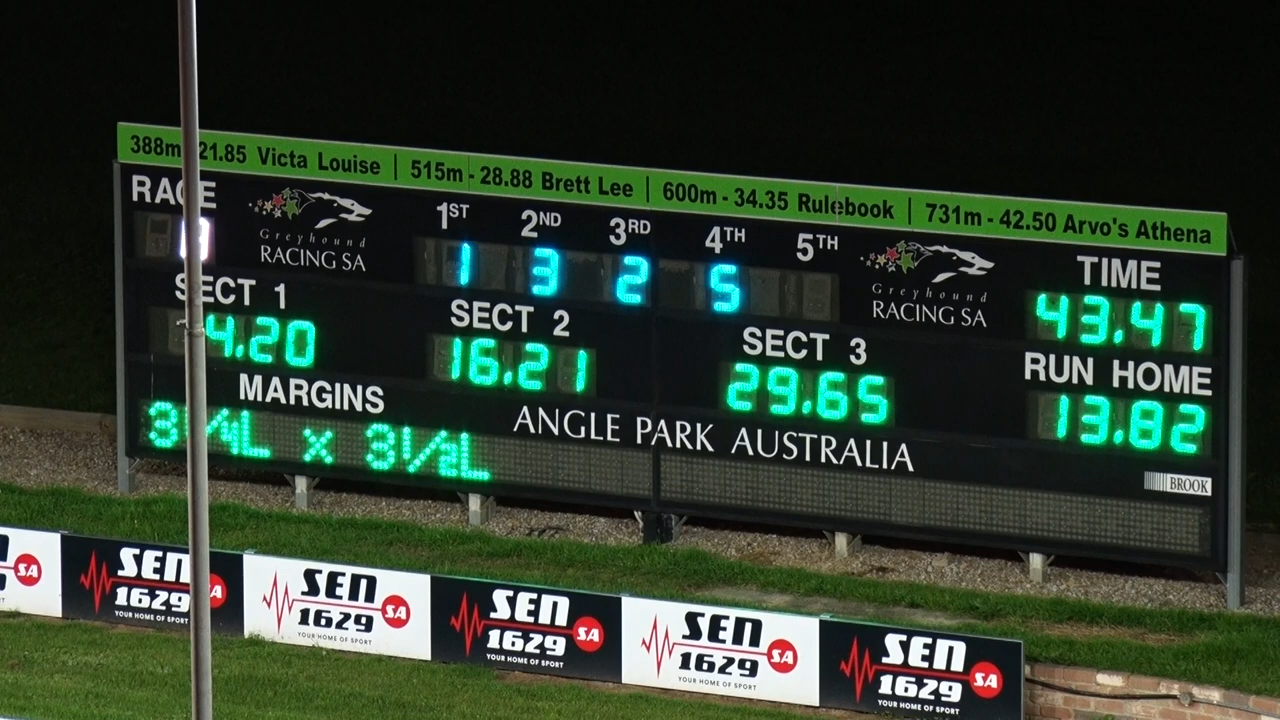 388m 21.85 Victa Louise | 515m - 28.88 Brett Lee | 600m - 34.35 Rulebook | 731m - 42.50 Arvo's Athena
RACE
Greyhound
RACING SA
1ST 2ND 3RD 4TH 5TH
1 3 2 5
Greyhound
RACING SA
TIME
43.47
SECT 1
4.20
SECT 2
16.21
SECT 3
29.65
RUN HOME
13.82
MARGINS
3 1/4L x 3 1/2L
ANGLE PARK AUSTRALIA
BROOK
SA
SEN
1629
SA
SEN
1629
SA
YOUR HOME OF SPORT
SEN
1629
SA
YOUR HOME OF SPORT
SEN
1629
SA
YOUR HOME OF SPORT
SEN
1629
SA
YOUR HOME OF SPORT